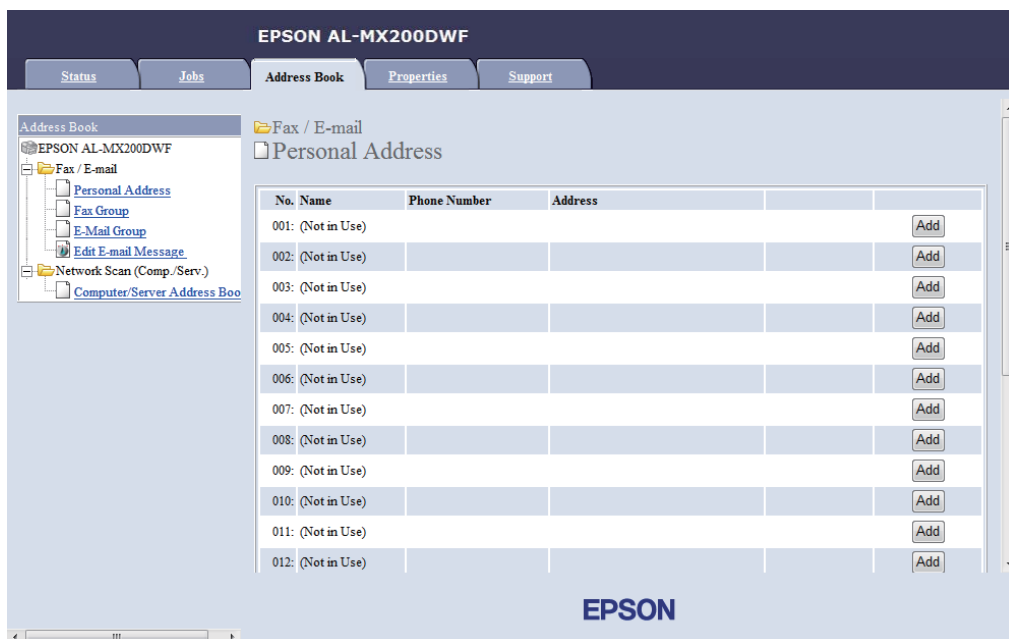 EPSON AL-MX200DWF
Status Jobs Address Book Properties Support
Address Book
EPSON AL-MX200DWF
Fax / E-mail
Personal Address
Fax Group
E-Mail Group
Edit E-mail Message
Network Scan (Comp./Serv.)
Computer/Server Address Boo
Fax / E-mail
Personal Address
No. Name Phone Number Address
001: (Not in Use) Add
002: (Not in Use) Add
003: (Not in Use) Add
004: (Not in Use) Add
005: (Not in Use) Add
006: (Not in Use) Add
007: (Not in Use) Add
008: (Not in Use) Add
009: (Not in Use) Add
010: (Not in Use) Add
011: (Not in Use) Add
012: (Not in Use) Add
EPSON